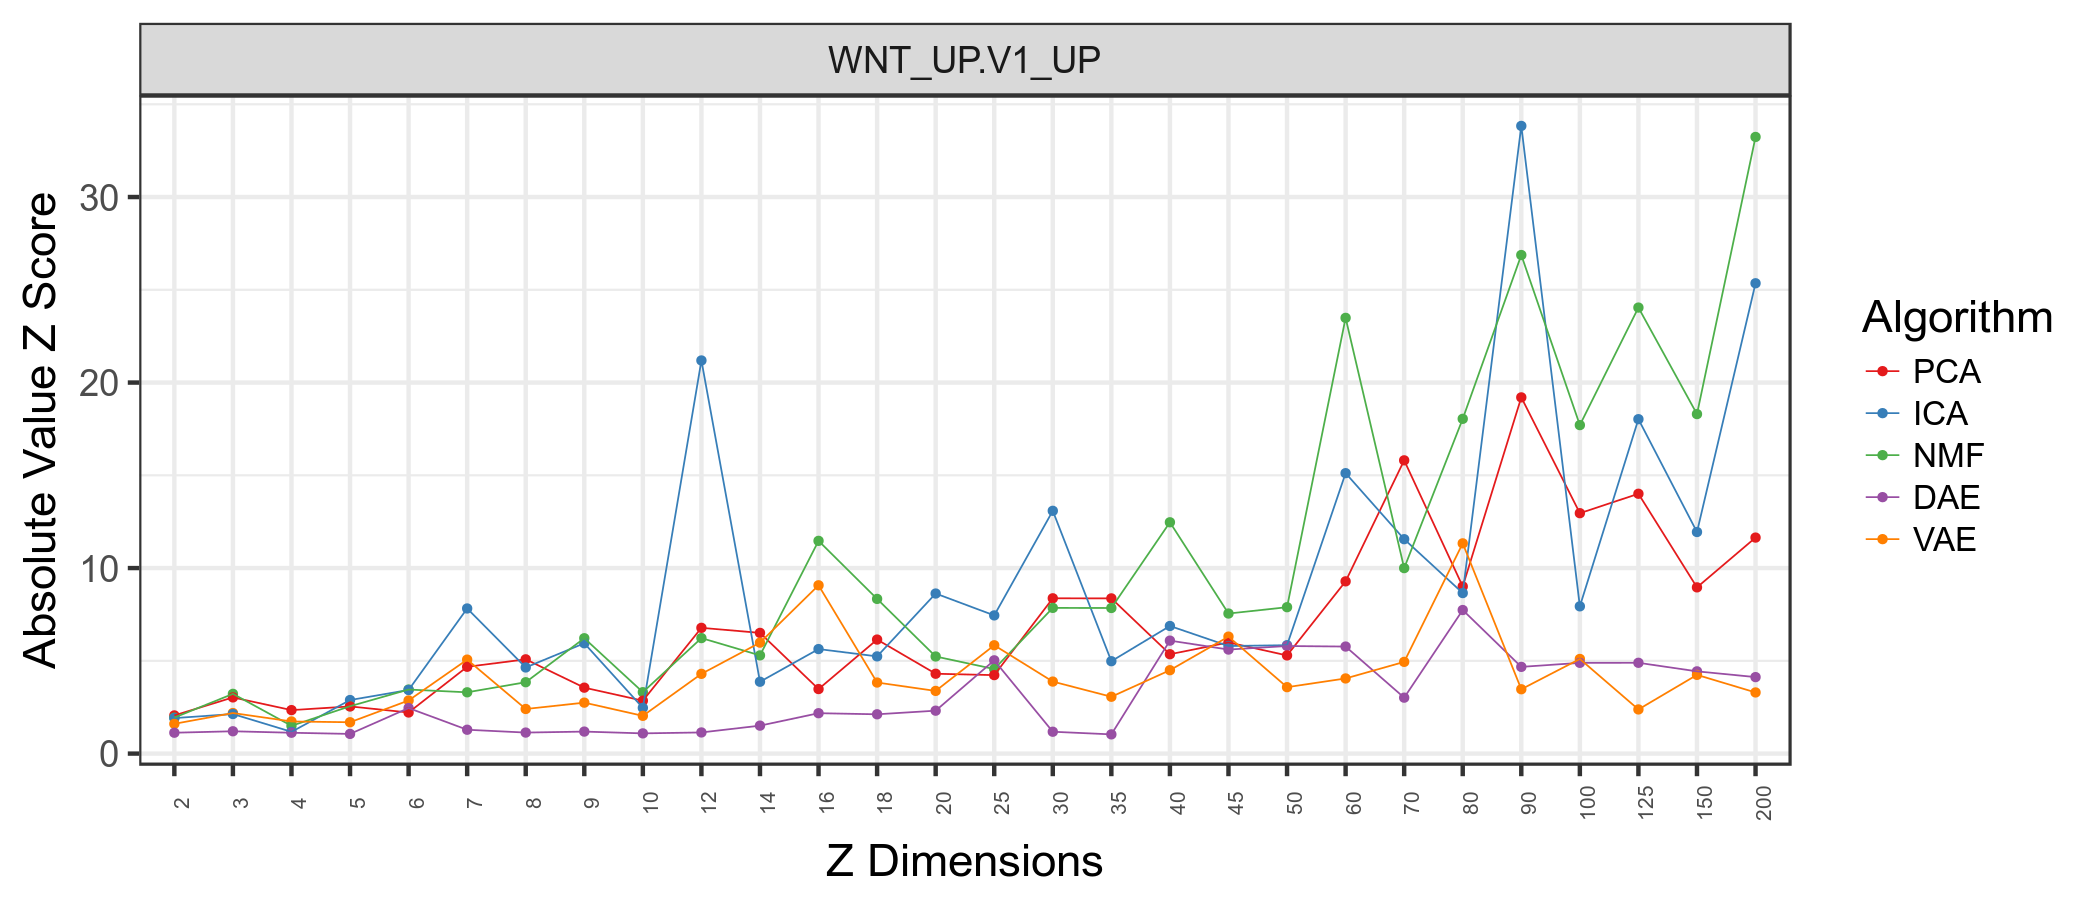 WNT_UP.V1_UP
Absolute Value Z Score
30
20
10
0
2 3 4 5 6 7 8 9 10 12 14 16 18 20 25 30 35 40 45 50 60 70 80 90 100 125 150 200
Z Dimensions
Algorithm
PCA
ICA
NMF
DAE
VAE